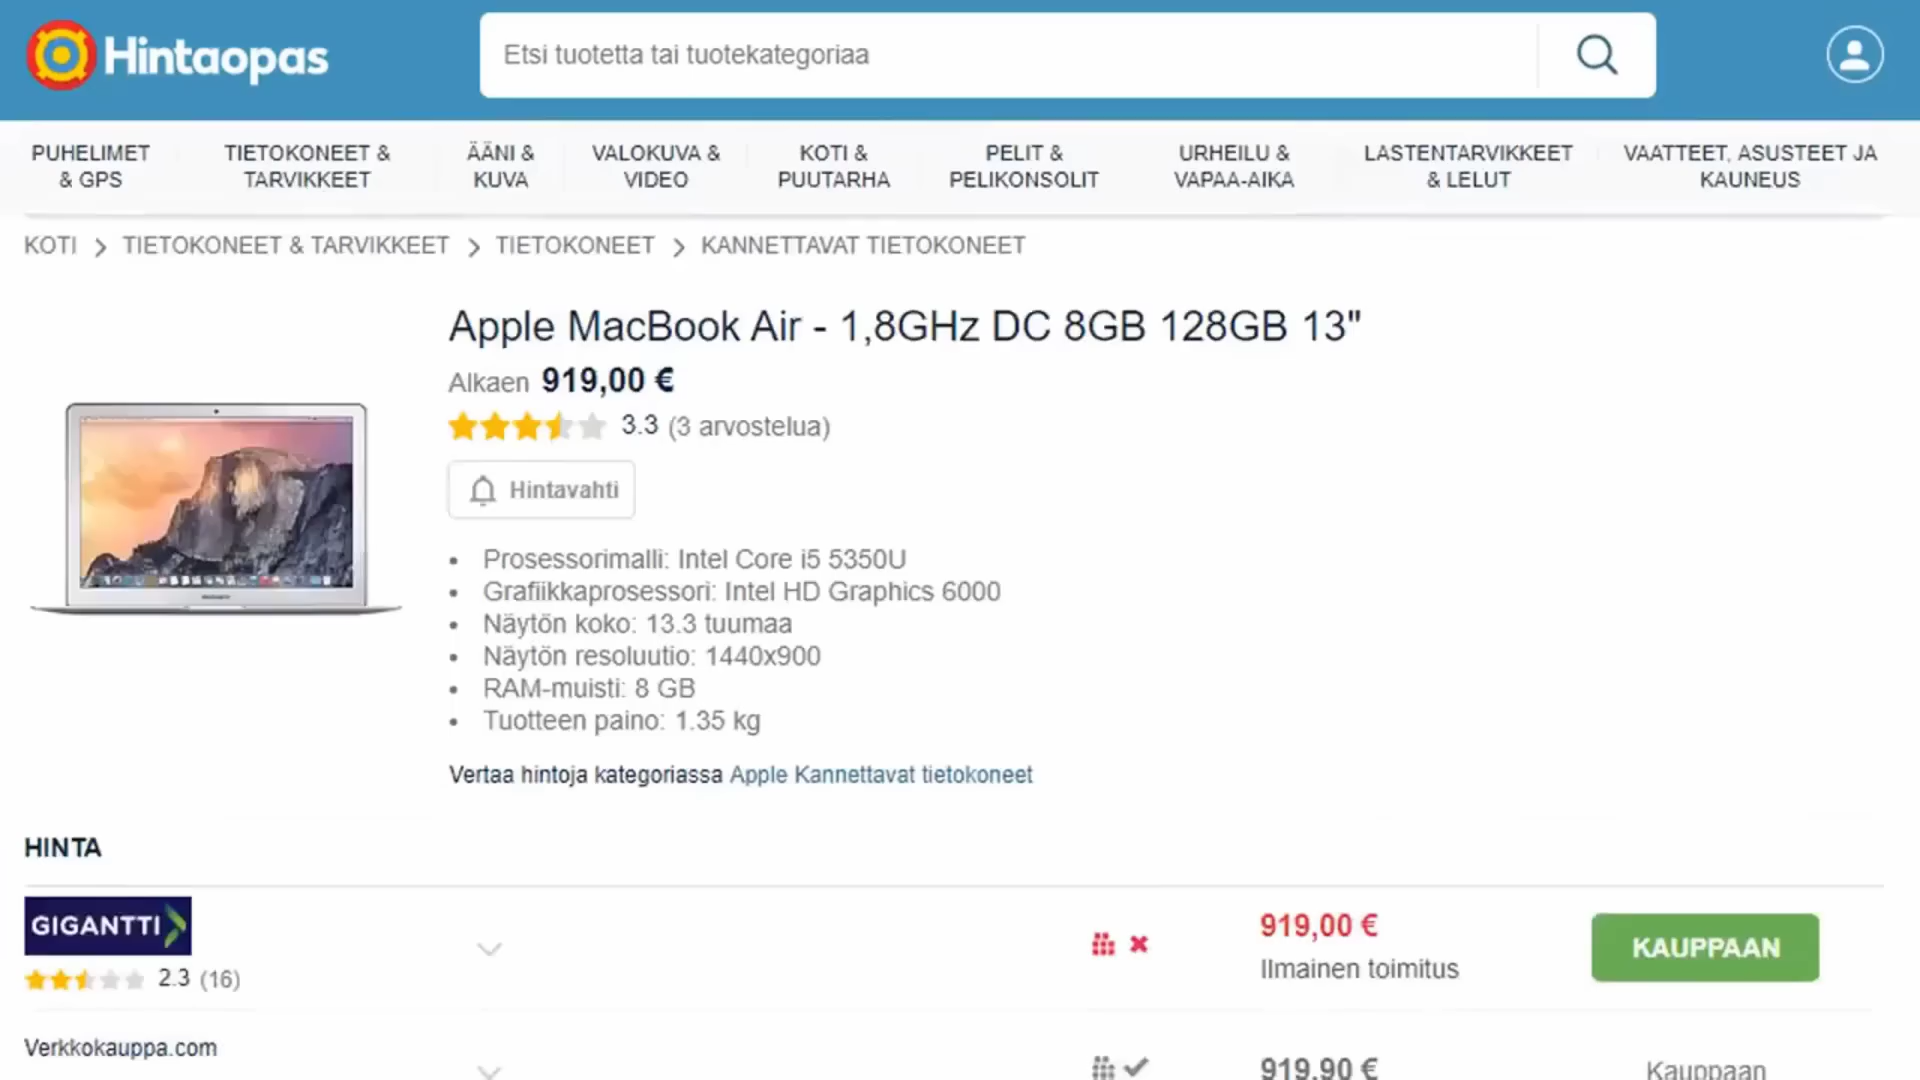 Hintaopas
Etsi tuotetta tai tuotekategoriaa
PUHELIMET & GPS
TIETOKONEET & TARVIKKEET
ÄÄNI & KUVA
VALOKUVA & VIDEO
KOTI & PUUTARHA
PELIT & PELIKONSOLIT
URHEILU & VAPAA-AIKA
LASTENTARVIKKEET & LELUT
VAATTEET, ASUSTEET JA KAUNEUS
KOTI > TIETOKONEET & TARVIKKEET > TIETOKONEET > KANNETTAVAT TIETOKONEET
Apple MacBook Air - 1,8GHz DC 8GB 128GB 13"
Alkaen 919,00 €
3.3 (3 arvostelua)
Hintavahti
• Prosessorimalli: Intel Core i5 5350U
• Grafiikkaprosessori: Intel HD Graphics 6000
• Näytön koko: 13.3 tuumaa
• Näytön resoluutio: 1440x900
• RAM-muisti: 8 GB
• Tuotteen paino: 1.35 kg
Vertaa hintoja kategoriassa Apple Kannettavat tietokoneet
HINTA
GIGANTTI
2.3 (16)
919,00 €
Ilmainen toimitus
KAUPPAAN
Verkkokauppa.com
919,90 €
Kauppaan